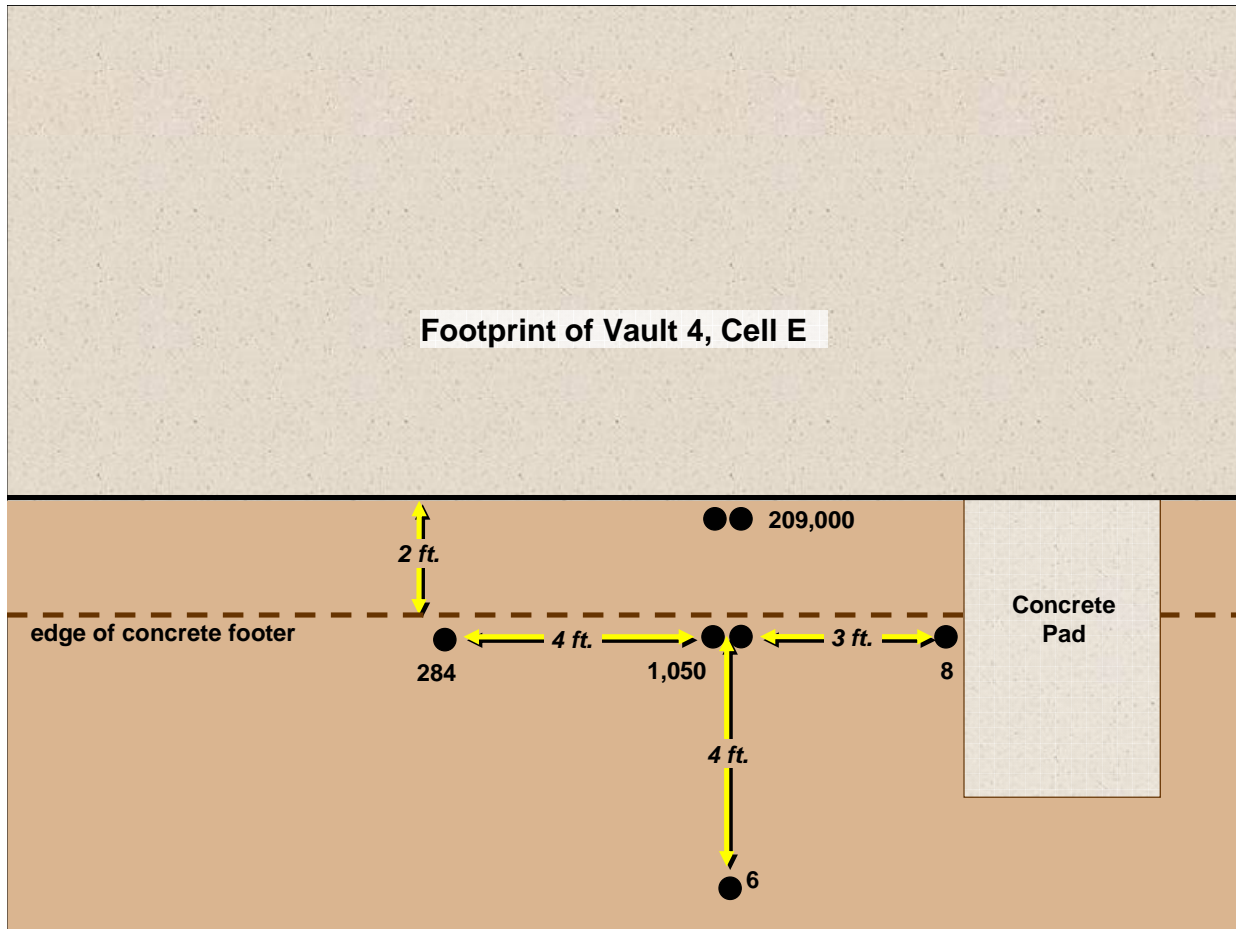 Footprint of Vault 4, Cell E
209,000
2 ft.
Concrete
Pad
edge of concrete footer
4 ft.
3 ft.
284
1,050
8
4 ft.
6